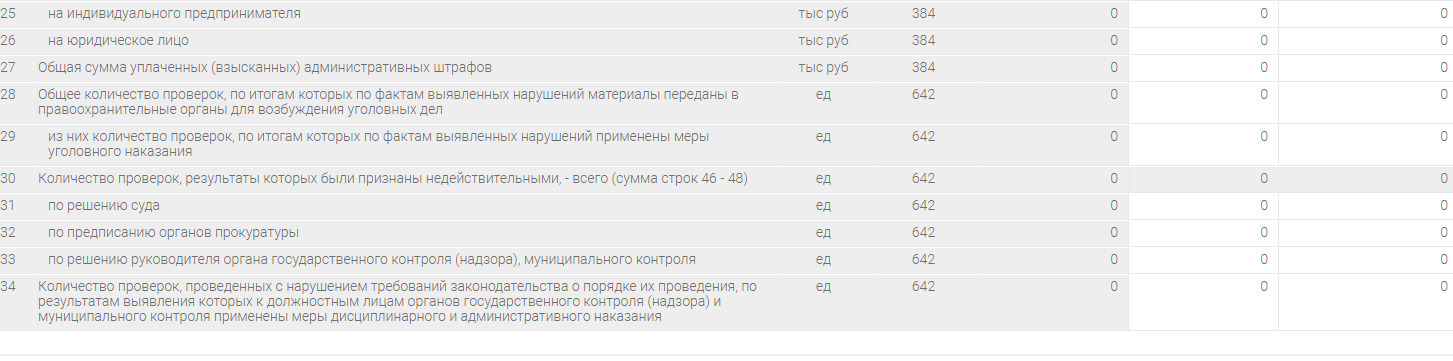 25 на индивидуального предпринимателя тыс руб 384 0 0 0
26 на юридическое лицо тыс руб 384 0 0 0
27 Общая сумма уплаченных (взысканных) административных штрафов тыс руб 384 0 0 0
28 Общее количество проверок, по итогам которых по фактам выявленных нарушений материалы переданы в ед 642 0 0 0
правоохранительные органы для возбуждения уголовных дел
29 из них количество проверок, по итогам которых по фактам выявленных нарушений применены меры ед 642 0 0 0
уголовного наказания
30 Количество проверок, результаты которых были признаны недействительными, - всего (сумма строк 46 - 48) ед 642 0 0 0
31 по решению суда ед 642 0 0 0
32 по предписанию органов прокуратуры ед 642 0 0 0
33 по решению руководителя органа государственного контроля (надзора), муниципального контроля ед 642 0 0 0
34 Количество проверок, проведенных с нарушением требований законодательства о порядке их проведения, по ед 642 0 0 0
результатам выявления которых к должностным лицам органов государственного контроля (надзора) и
муниципального контроля применены меры дисциплинарного и административного наказания